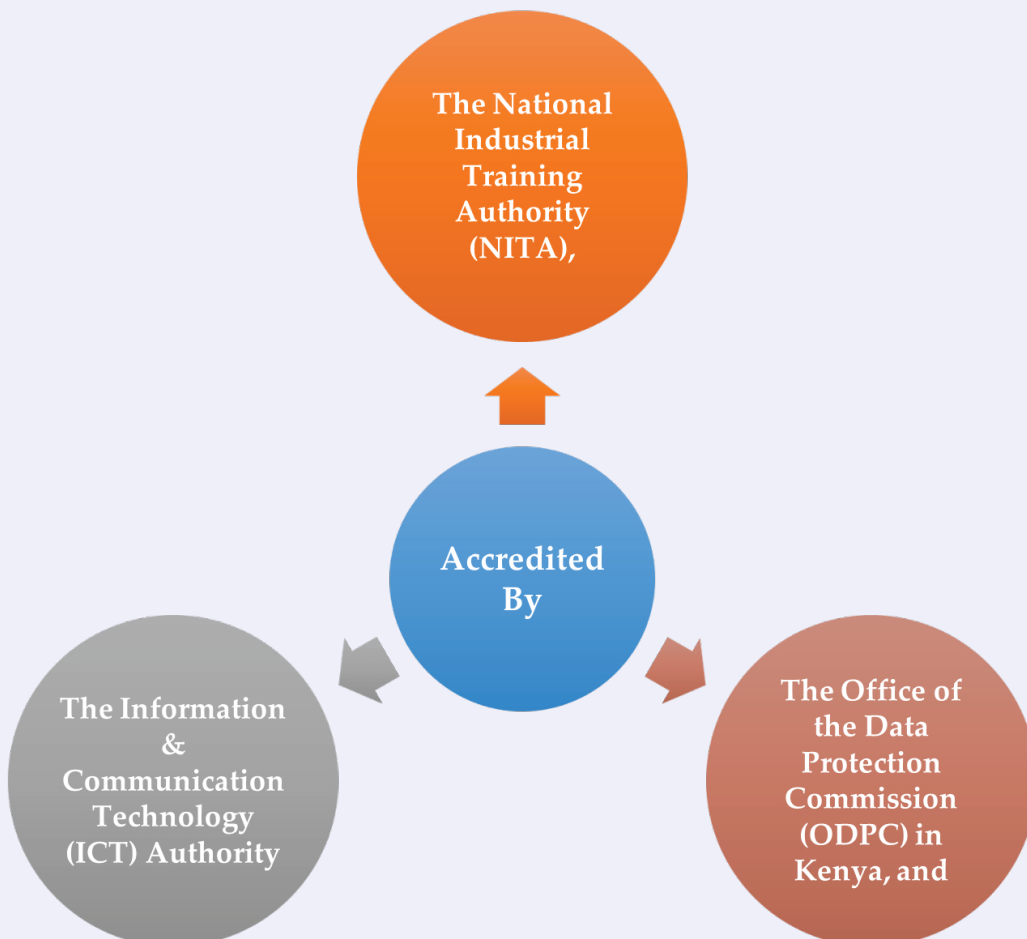 The National
Industrial
Training
Authority
(NITA),
Accredited
By
The Office of
the Data
Protection
Commission
(ODPC) in
Kenya, and
The Information
&
Communication
Technology
(ICT) Authority